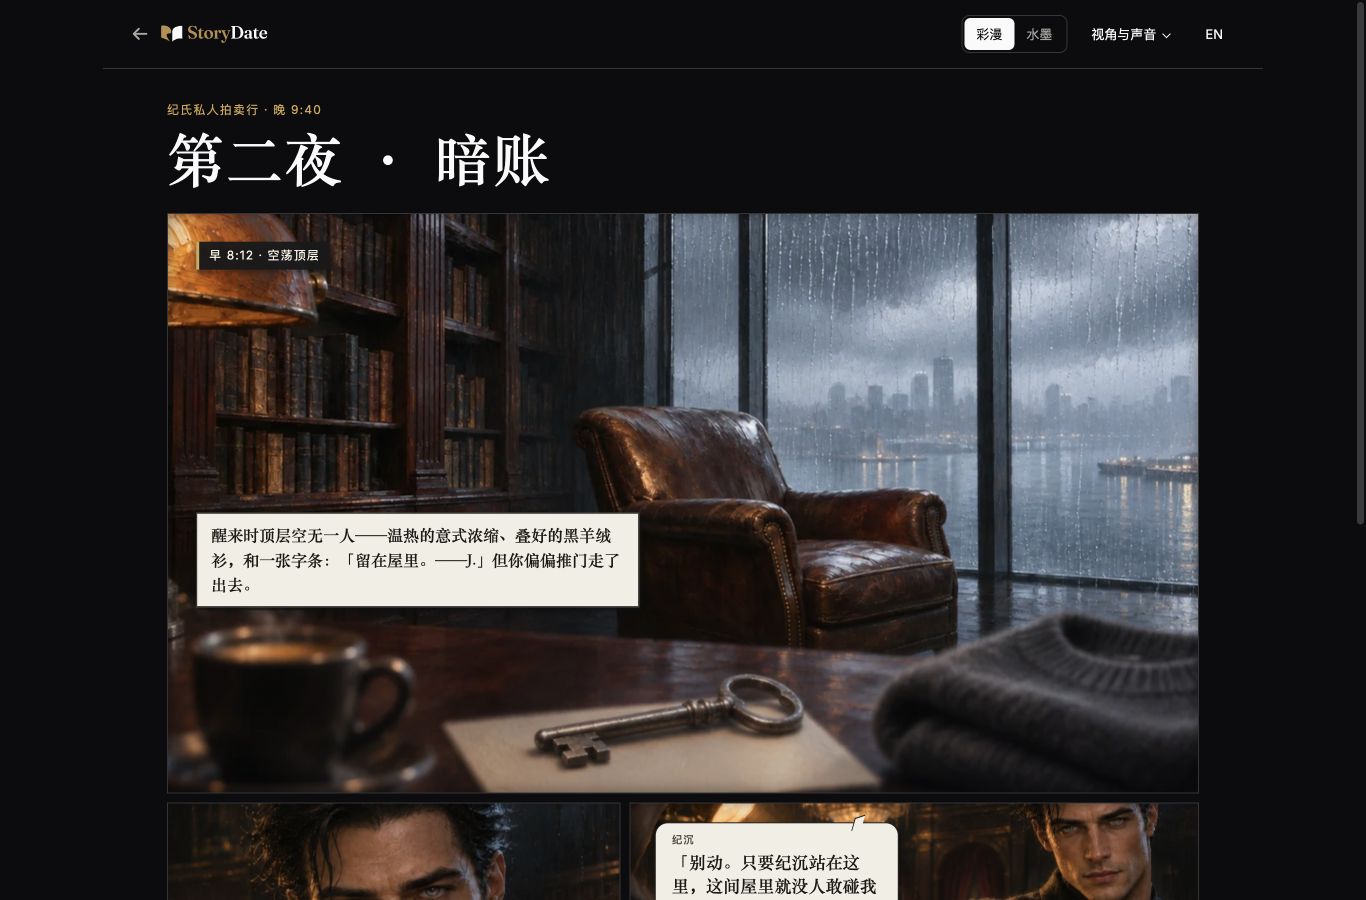 StoryDate
彩漫
水墨
视角与声音
EN
纪氏私人拍卖行 · 晚 9:40
第二夜 · 暗账
早 8:12 · 空荡顶层
醒来时顶层空无一人——温热的意式浓缩、叠好的黑羊绒
衫，和一张字条：「留在屋里。——J.」但你偏偏推门走了
出去。
纪沉
「别动。只要纪沉站在这
里，这间屋里就没人敢碰我